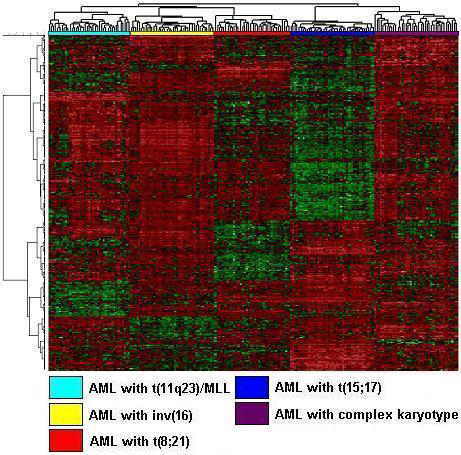 AML with t(11q23)/MLL
AML with t(15;17)
AML with inv(16)
AML with complex karyotype
AML with t(8;21)